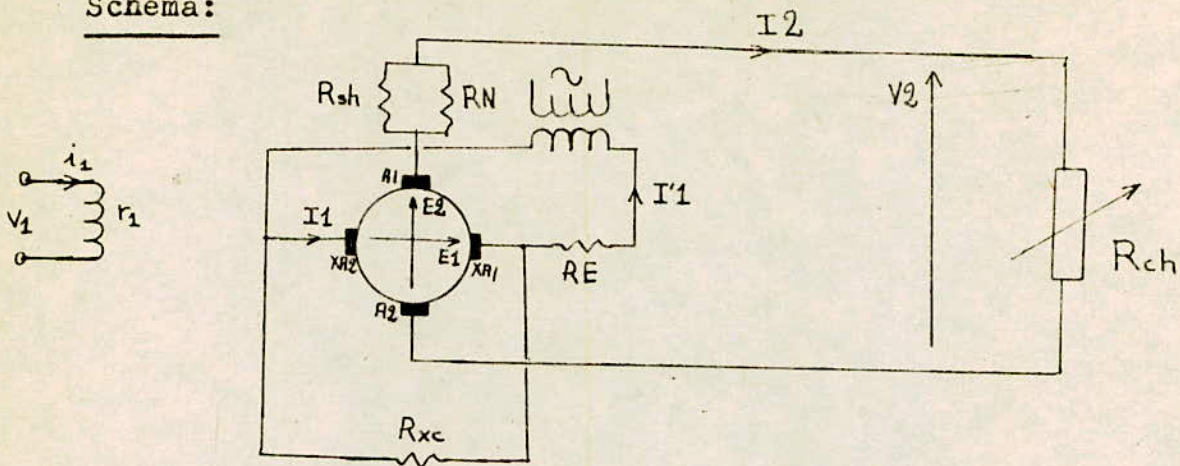 Schema:
I2
Rsh
RN
V2
i1
V1
r1
A1
E2
I'1
I1
XA2
E1
XA1
RE
Rch
A2
Rxc